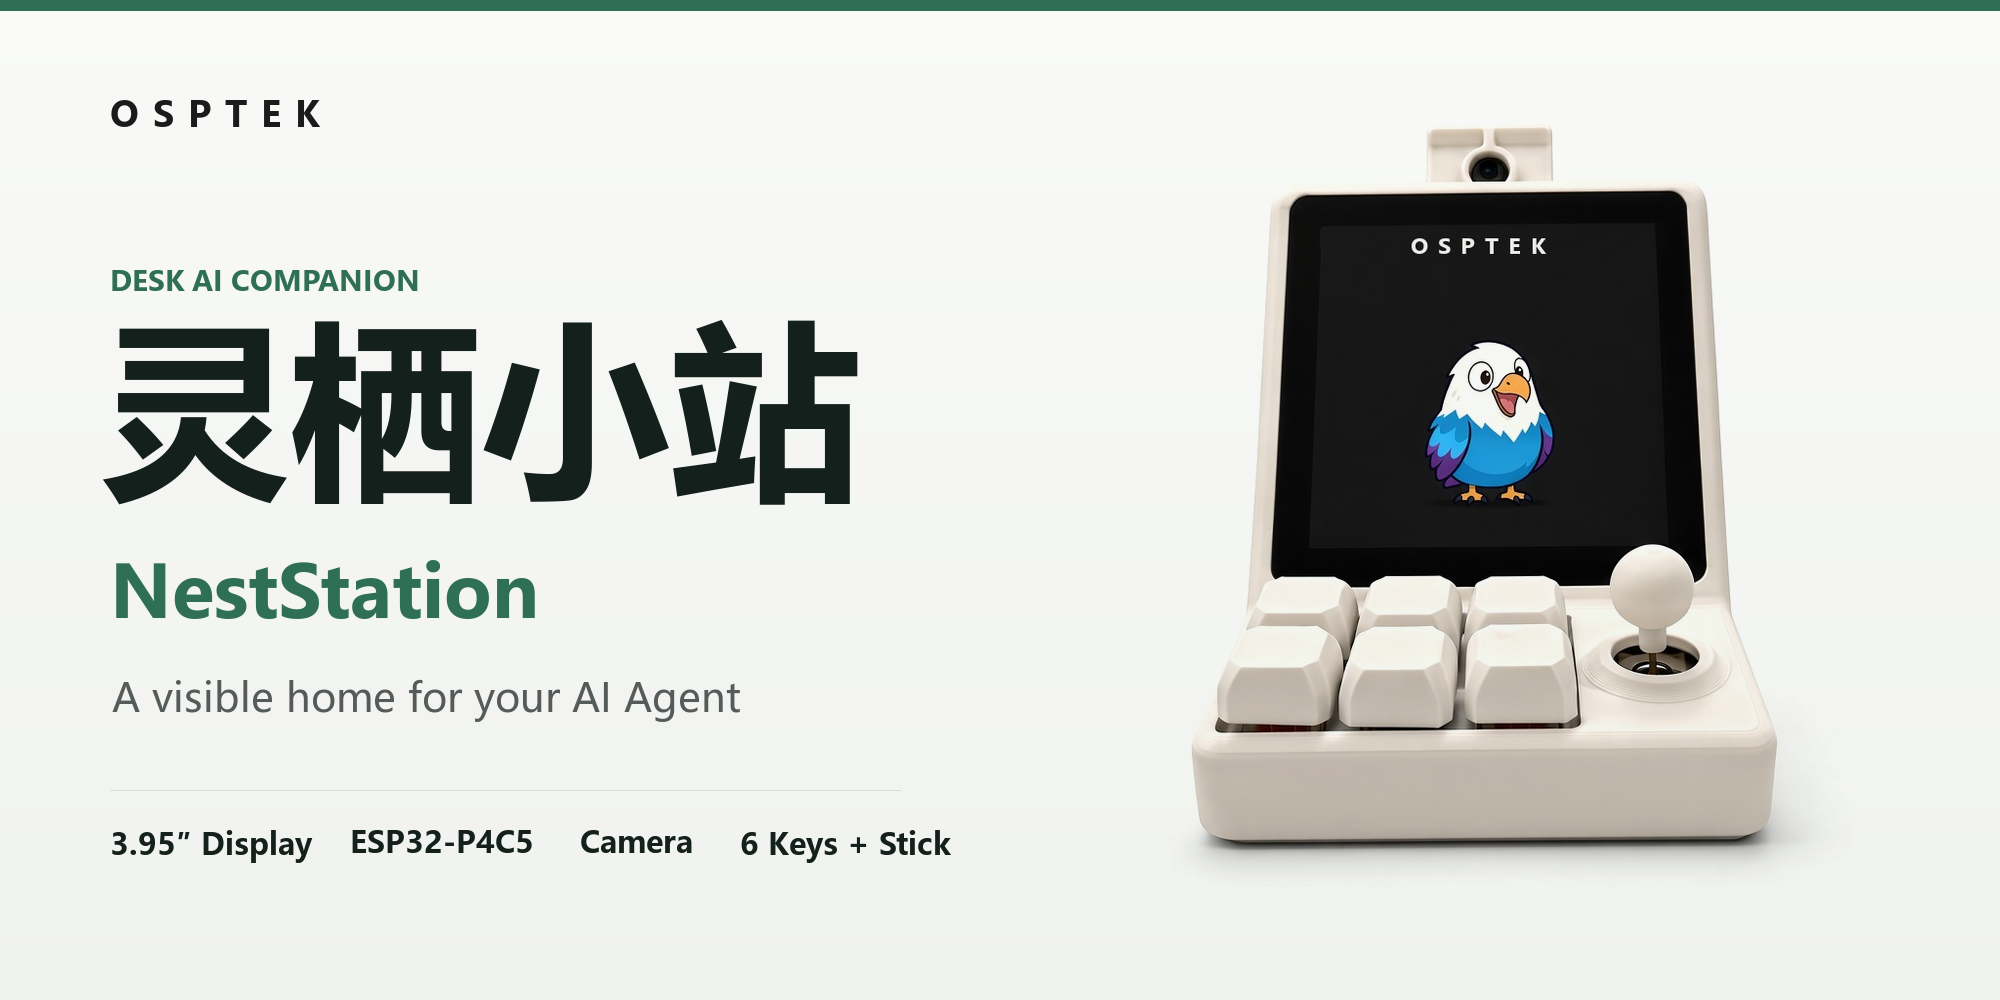 OSPTEK
DESK AI COMPANION
灵栖小站
NestStation
A visible home for your AI Agent
3.95″ Display ESP32-P4C5 Camera 6 Keys + Stick
OSPTEK